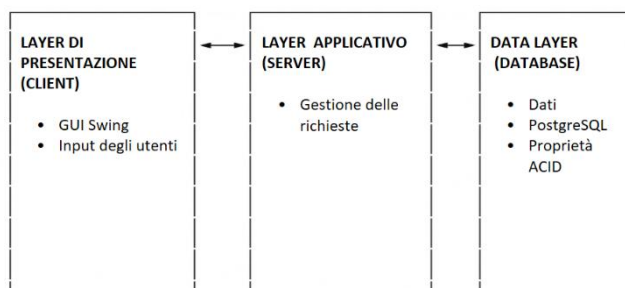 LAYER DI
PRESENTAZIONE
(CLIENT)
• GUI Swing
• Input degli utenti
LAYER APPLICATIVO
(SERVER)
• Gestione delle
richieste
DATA LAYER
(DATABASE)
• Dati
• PostgreSQL
• Proprietà
ACID